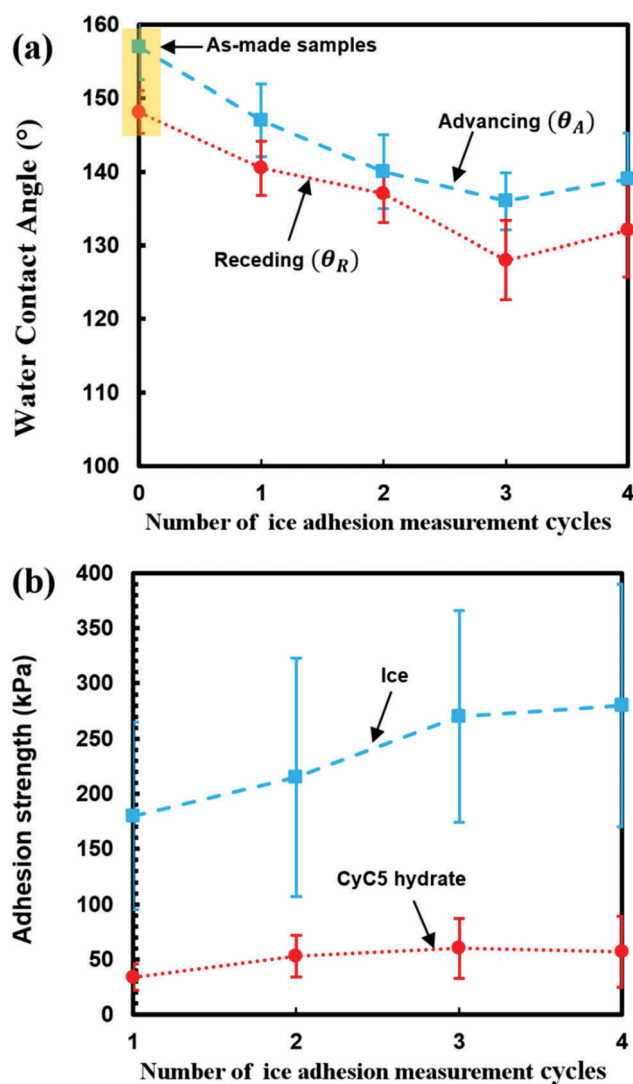 (a)
Water Contact Angle (°)
160
150
140
130
120
110
100
As-made samples
Advancing (θ_A)
Receding (θ_R)
0 1 2 3 4
Number of ice adhesion measurement cycles
(b)
Adhesion strength (kPa)
400
350
300
250
200
150
100
50
0
Ice
CyC5 hydrate
1 2 3 4
Number of ice adhesion measurement cycles